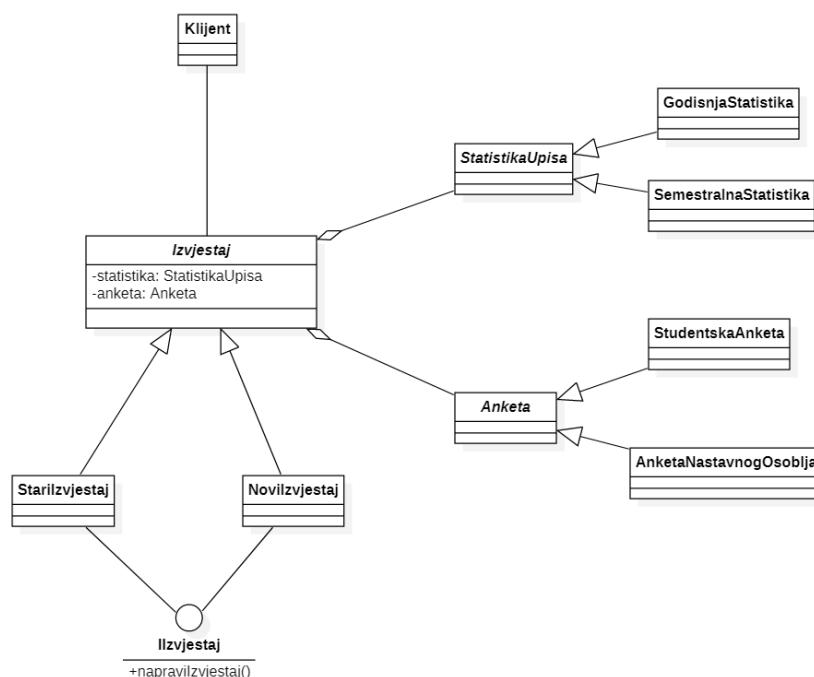 Klijent
GodisnjaStatistika
StatistikaUpisa
SemestralnaStatistika
Izvjestaj
-statistika: StatistikaUpisa
-anketa: Anketa
StudentskaAnketa
Anketa
AnketaNastavnogOsoblja
StariIzvjestaj
NoviIzvjestaj
IIzvjestaj
+napraviIzvjestaj()